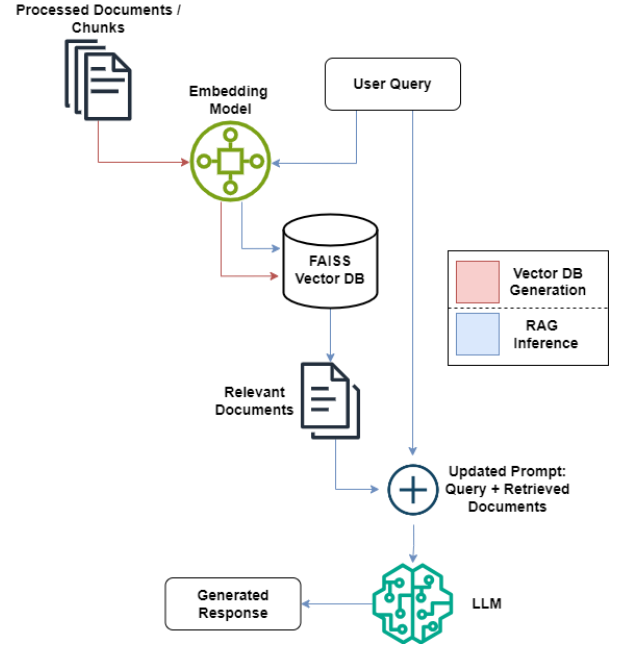 Processed Documents /
Chunks
Embedding
Model
User Query
FAISS
Vector DB
Vector DB
Generation
RAG
Inference
Relevant
Documents
Updated Prompt:
Query + Retrieved
Documents
Generated
Response
LLM